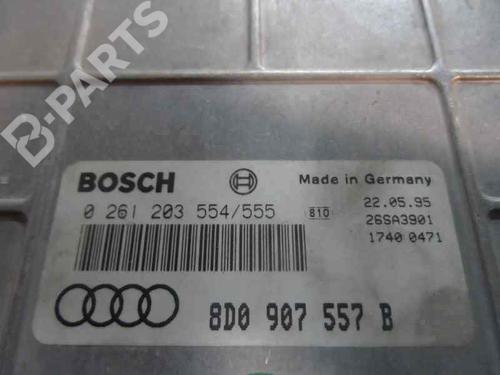 B-PARTS
BOSCH Made in Germany
0 261 203 554/555 810 22.05.95
26SA3901
1740 0471
8D0 907 557 B